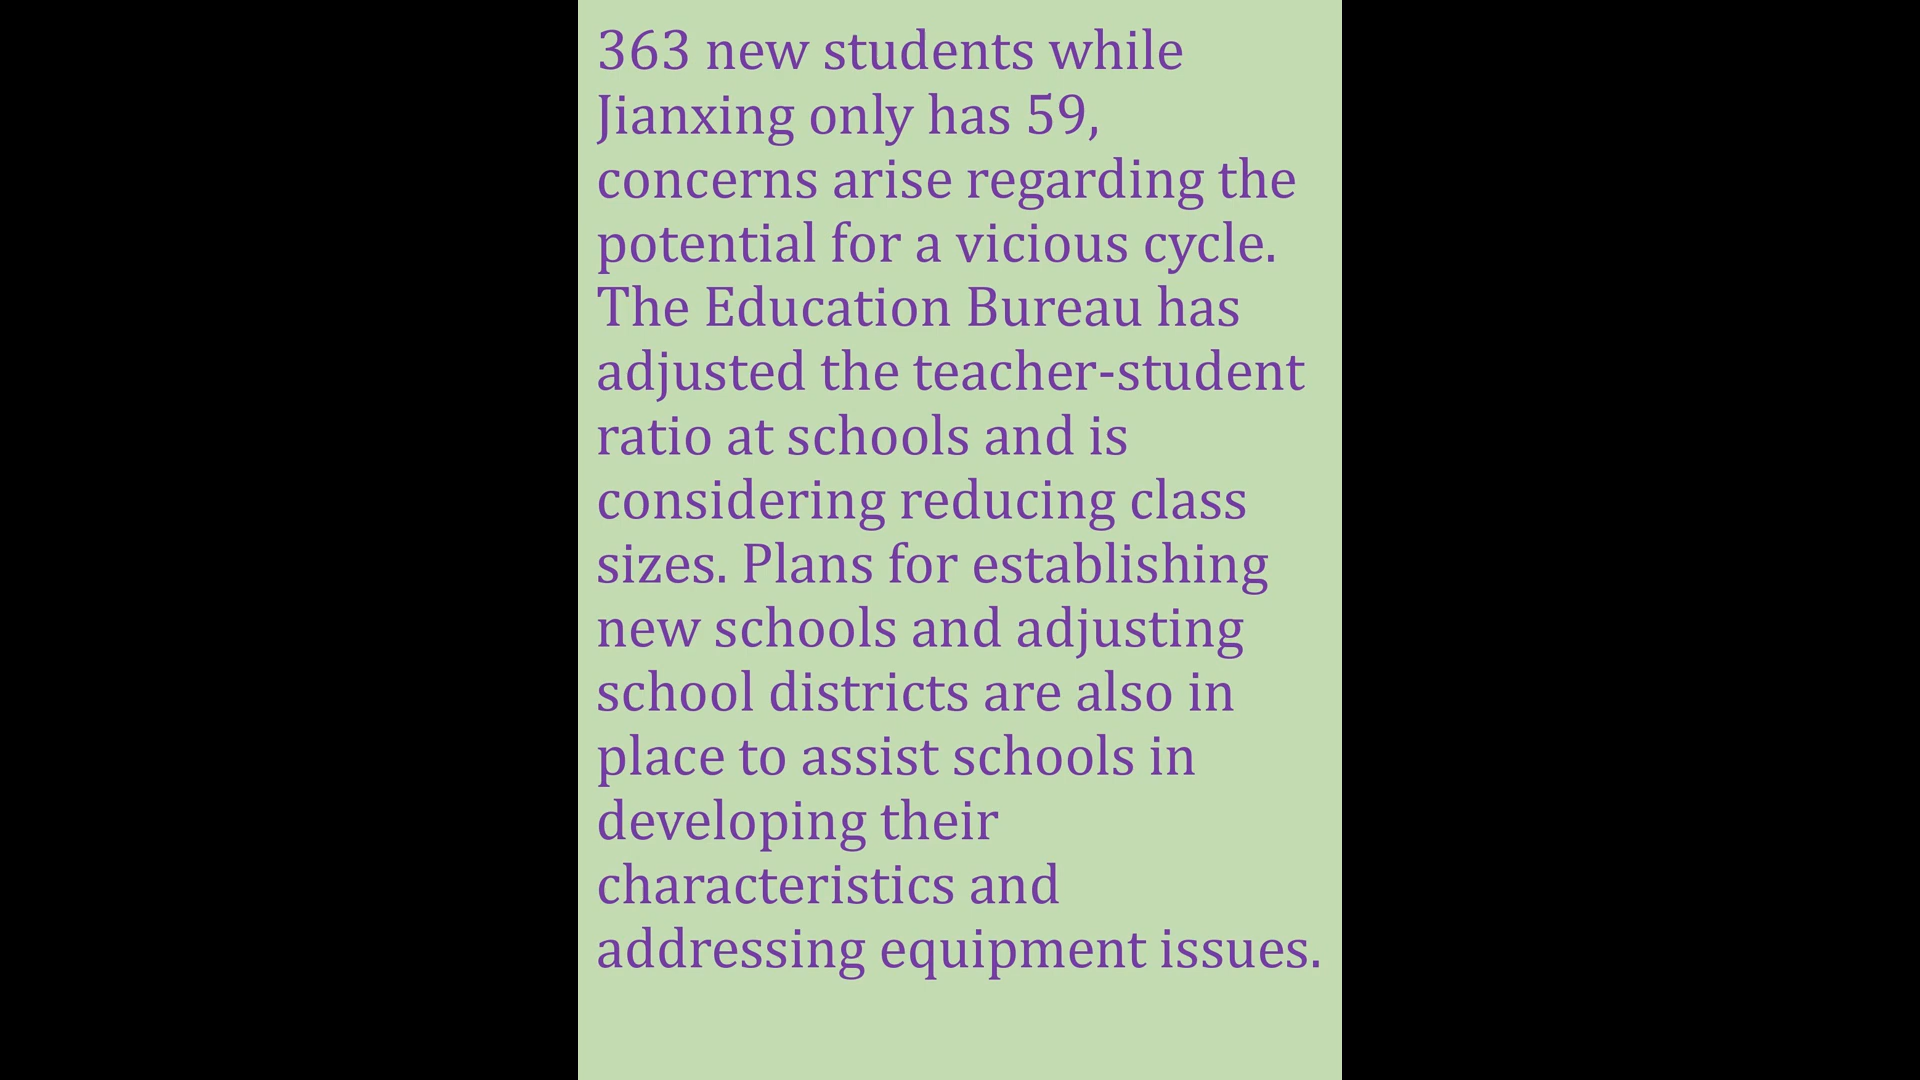 363 new students while
Jianxing only has 59,
concerns arise regarding the
potential for a vicious cycle.
The Education Bureau has
adjusted the teacher-student
ratio at schools and is
considering reducing class
sizes. Plans for establishing
new schools and adjusting
school districts are also in
place to assist schools in
developing their
characteristics and
addressing equipment issues.